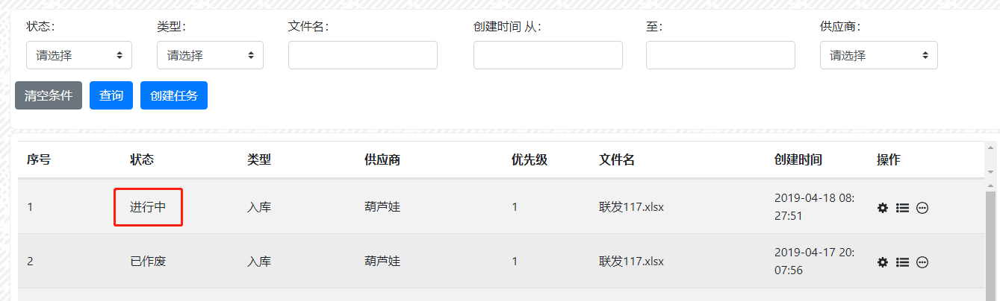 状态： 类型： 文件名： 创建时间 从： 至： 供应商：
请选择 请选择 请选择
清空条件 查询 创建任务
序号 状态 类型 供应商 优先级 文件名 创建时间 操作
1 进行中 入库 葫芦娃 1 联发117.xlsx 2019-04-18 08:
27:51
2 已作废 入库 葫芦娃 1 联发117.xlsx 2019-04-17 20:
07:56